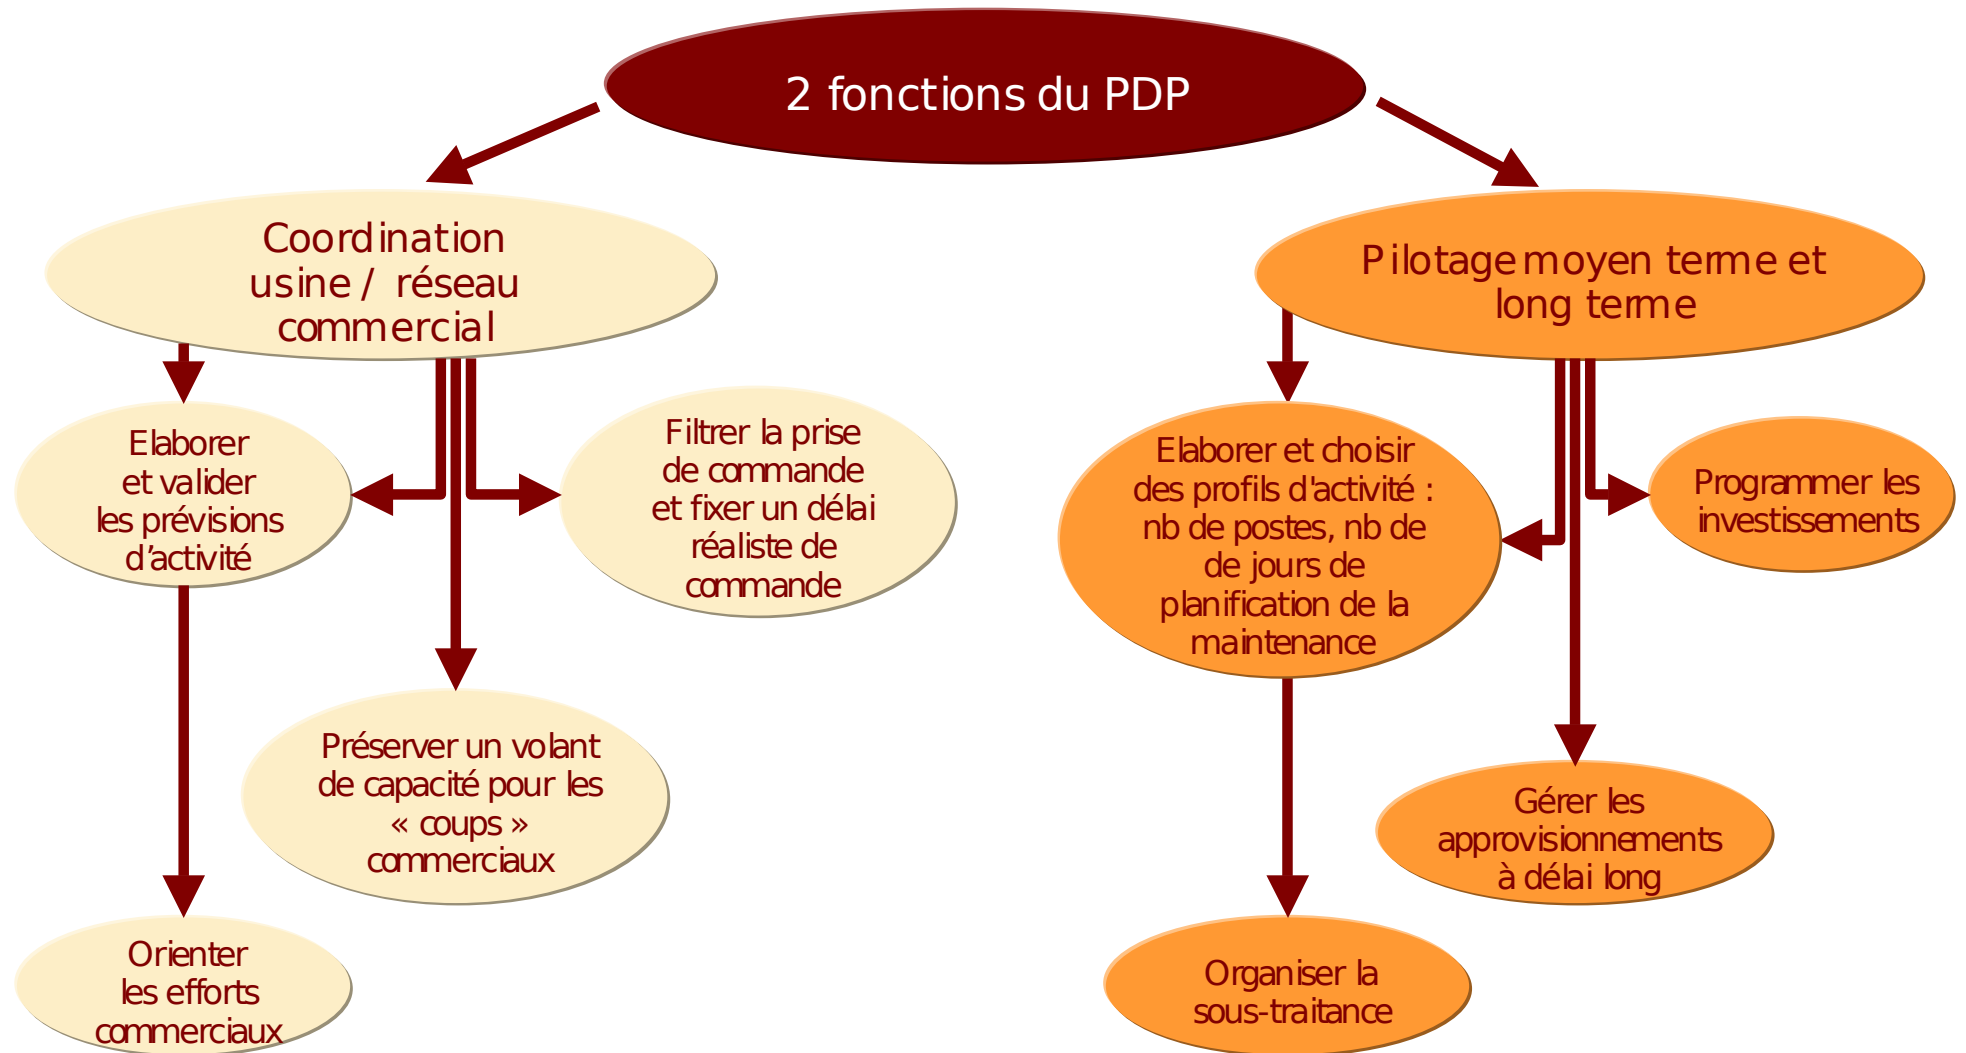 2 fonctions du PDP
Coordination
usine / réseau
commercial
Pilotage moyen terme et
long terme
Elaborer
et valider
les prévisions
d’activité
Filtrer la prise
de commande
et fixer un délai
réaliste de
commande
Préserver un volant
de capacité pour les
« coups »
commerciaux
Orienter
les efforts
commerciaux
Elaborer et choisir
des profils d'activité :
nb de postes, nb de
de jours de
planification de la
maintenance
Programmer les
investissements
Gérer les
approvisionnements
à délai long
Organiser la
sous-traitance